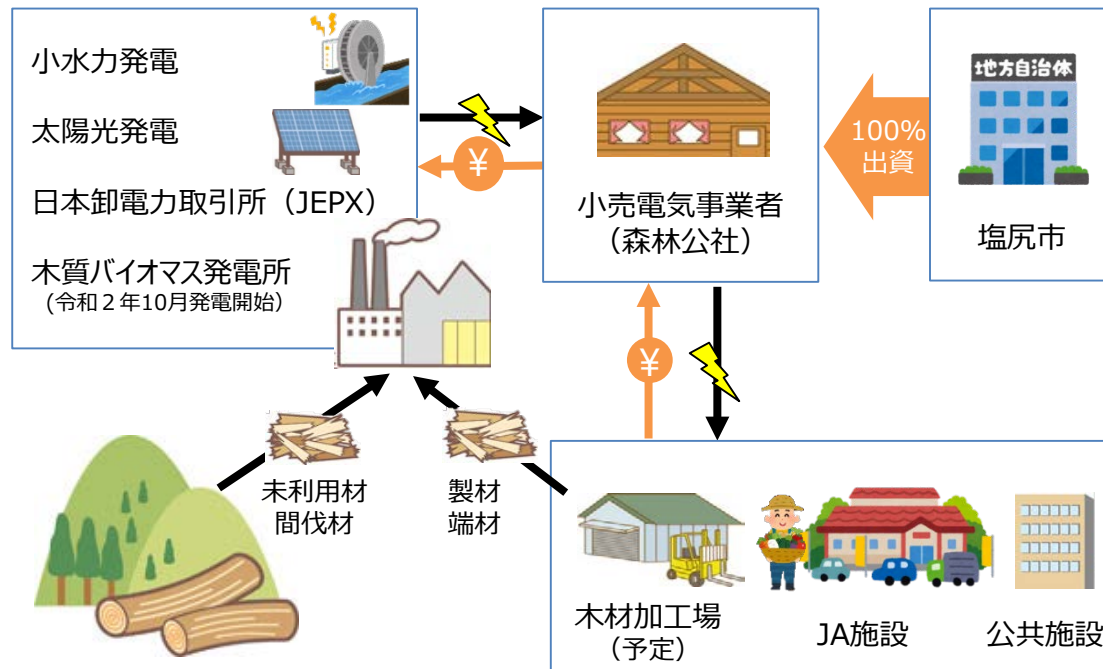 小水力発電
太陽光発電
日本卸電力取引所（JEPX）
木質バイオマス発電所
(令和２年10月発電開始）
¥
小売電気事業者
（森林公社）
100%
出資
地方自治体
塩尻市
¥
未利用材
間伐材
製材
端材
木材加工場
（予定）
JA施設
公共施設